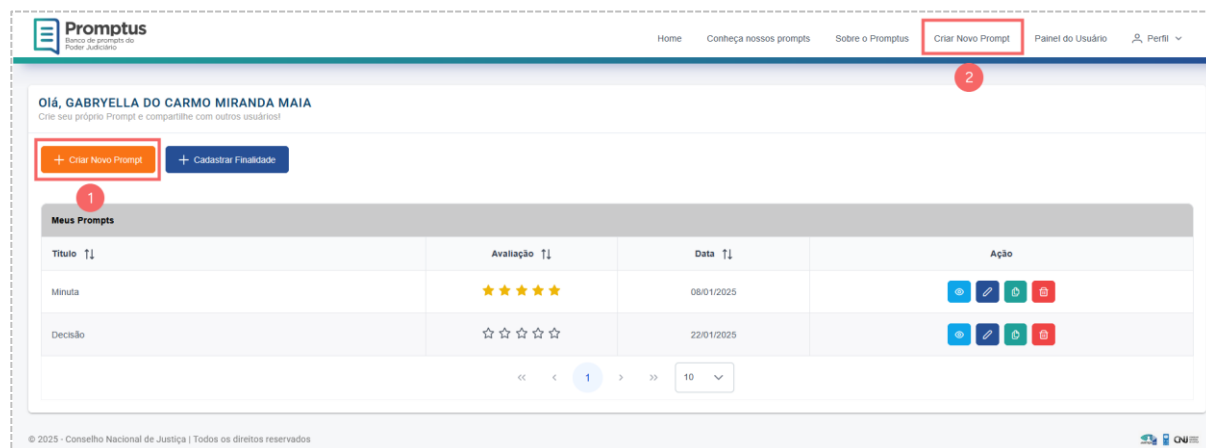 Promptus
Banco de prompts do
Poder Judiciário
Home Conheça nossos prompts Sobre o Promptus Criar Novo Prompt Painel do Usuário Perfil
2
Olá, GABRYELLA DO CARMO MIRANDA MAIA
Crie seu próprio Prompt e compartilhe com outros usuários!
+ Criar Novo Prompt + Cadastrar Finalidade
1
Meus Prompts
Título Avaliação Data Ação
Minuta 08/01/2025
Decisão 22/01/2025
<< < 1 > >> 10
© 2025 - Conselho Nacional de Justiça | Todos os direitos reservados
CNJ